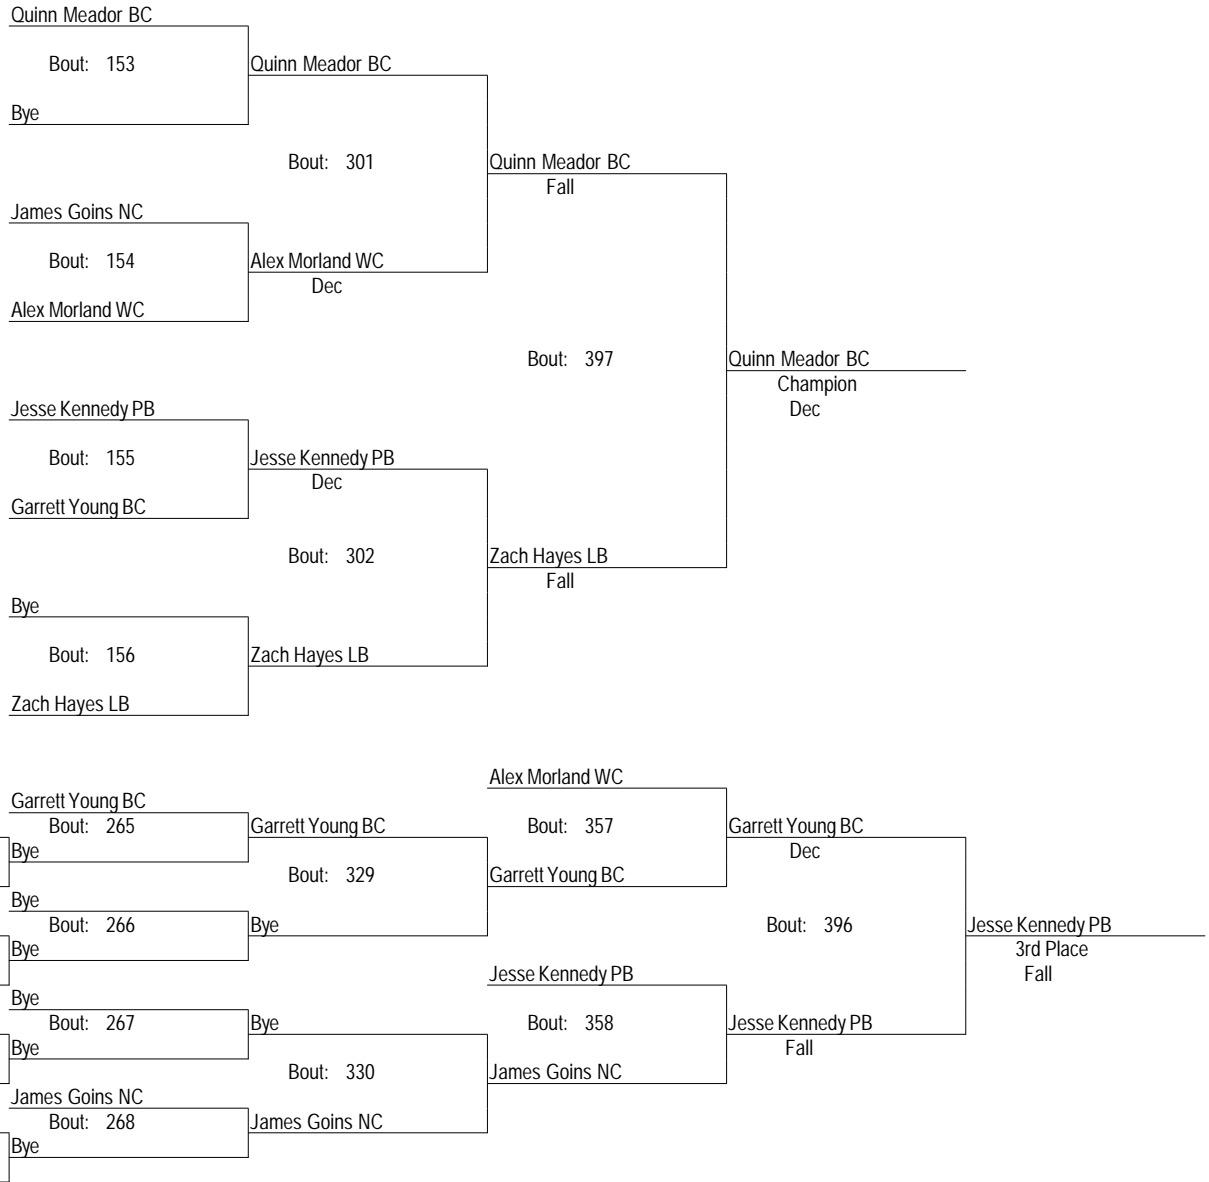 Quinn Meador BC
Bout: 153 Quinn Meador BC
Bye
Bout: 301 Quinn Meador BC
Fall
James Goins NC
Bout: 154 Alex Morland WC
Dec
Alex Morland WC
Bout: 397 Quinn Meador BC
Champion
Jesse Kennedy PB Dec
Bout: 155 Jesse Kennedy PB
Dec
Garrett Young BC
Bout: 302 Zach Hayes LB
Fall
Bye
Bout: 156 Zach Hayes LB
Zach Hayes LB
Alex Morland WC
Garrett Young BC
Bout: 265 Garrett Young BC Bout: 357 Garrett Young BC
Bye Dec
Bout: 329 Garrett Young BC
Bye
Bout: 266 Bye Bout: 396 Jesse Kennedy PB
Bye 3rd Place
Jesse Kennedy PB Fall
Bye
Bout: 267 Bye Bout: 358 Jesse Kennedy PB
Bye Fall
Bout: 330 James Goins NC
James Goins NC
Bout: 268 James Goins NC
Bye